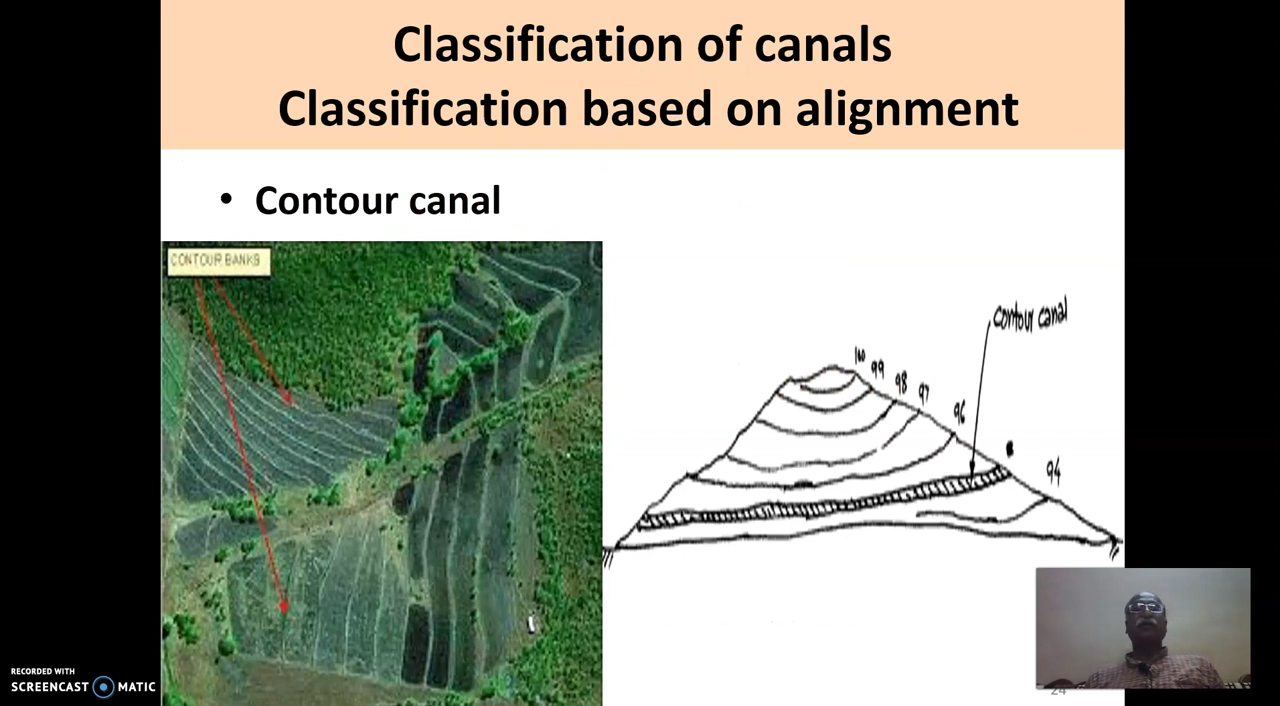 Classification of canals
Classification based on alignment
• Contour canal
CONTOUR BANKS
contour canal
100
99
98
97
96
94
24
RECORDED WITH
SCREENCAST MATIC